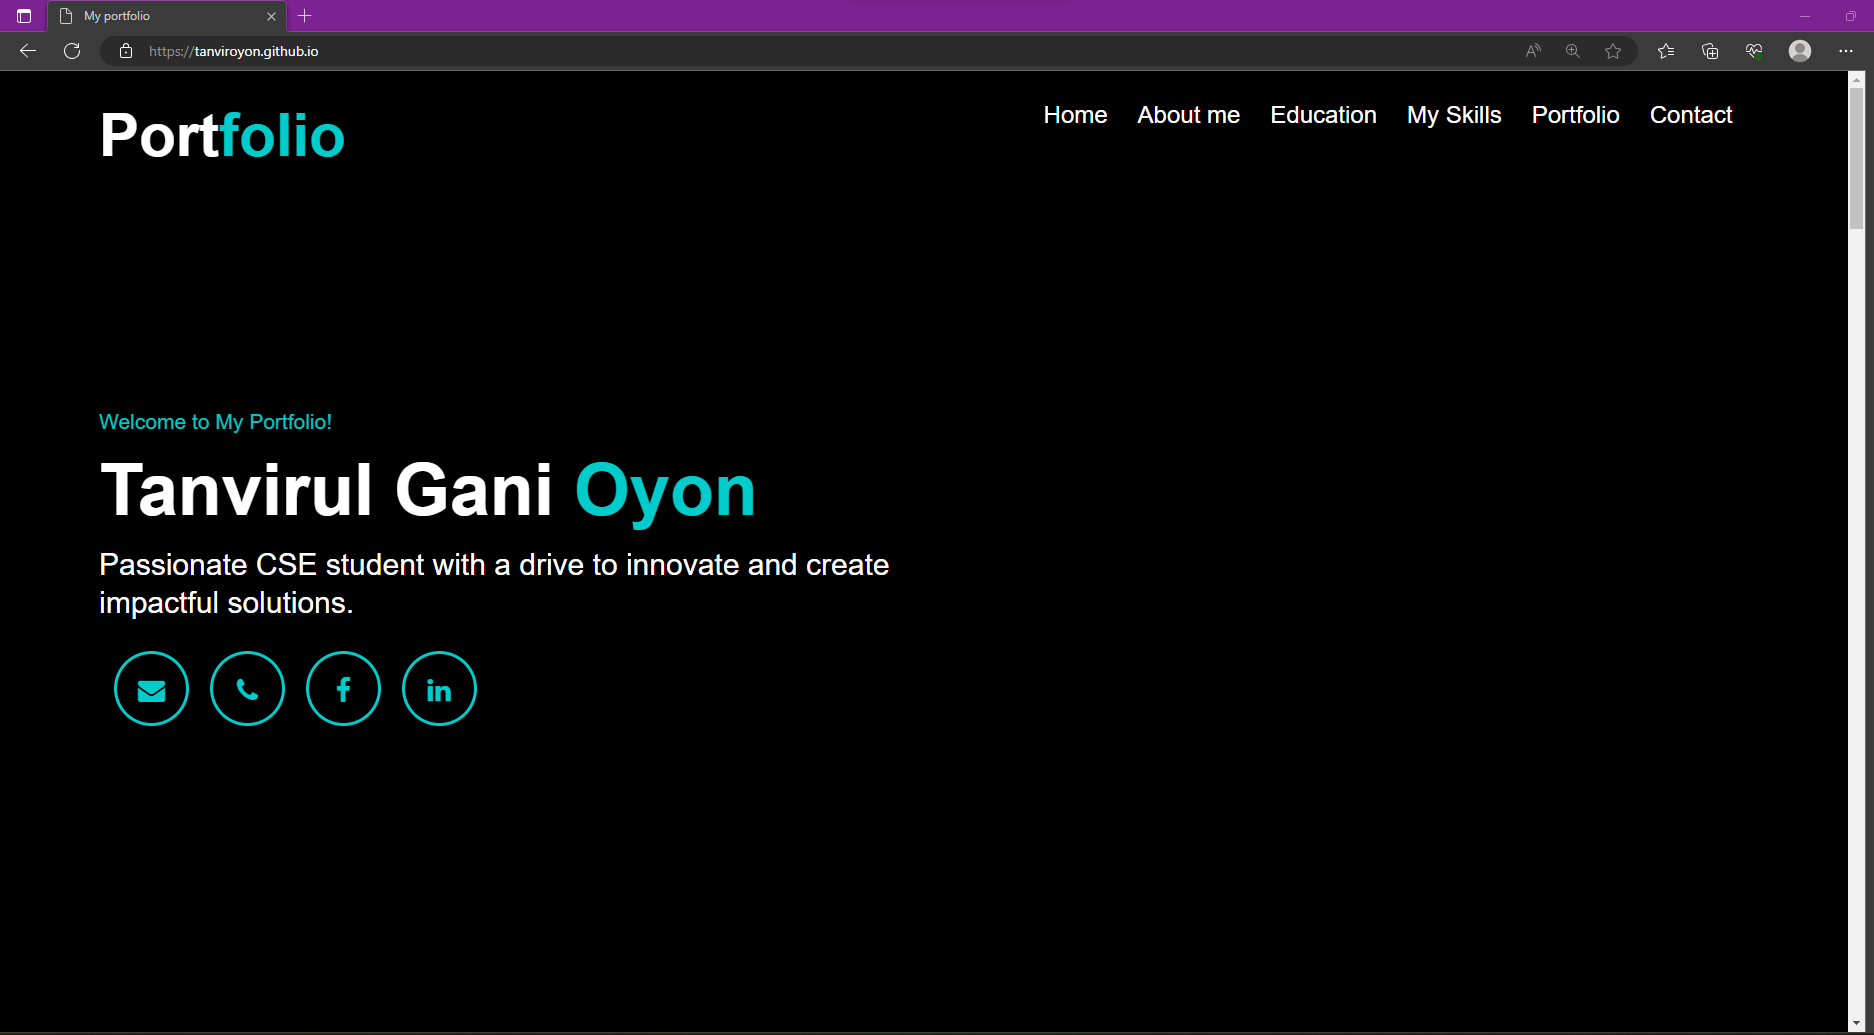 My portfolio
https://tanviroyon.github.io
Portfolio
Home About me Education My Skills Portfolio Contact
Welcome to My Portfolio!
Tanvirul Gani Oyon
Passionate CSE student with a drive to innovate and create
impactful solutions.